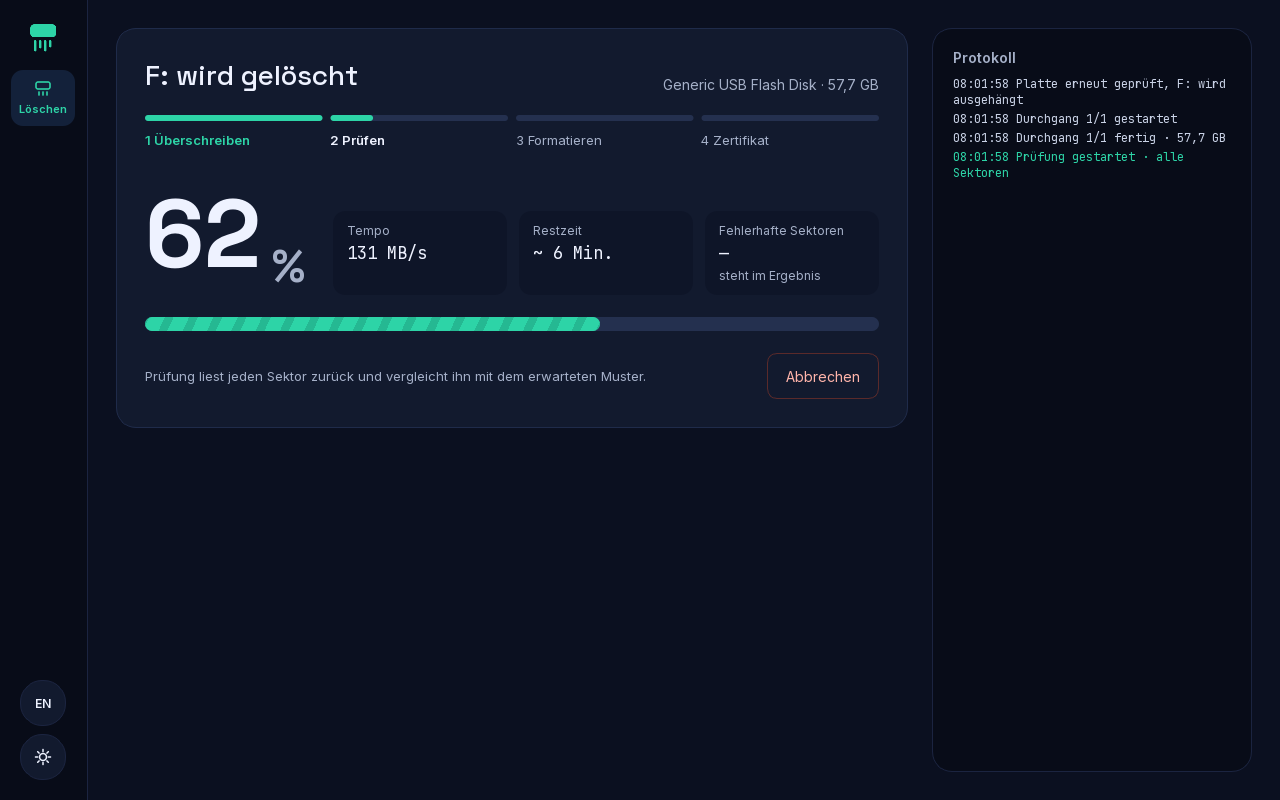 Löschen
EN
F: wird gelöscht
Generic USB Flash Disk · 57,7 GB
1 Überschreiben
2 Prüfen
3 Formatieren
4 Zertifikat
62 %
Tempo
131 MB/s
Restzeit
~ 6 Min.
Fehlerhafte Sektoren
—
steht im Ergebnis
Prüfung liest jeden Sektor zurück und vergleicht ihn mit dem erwarteten Muster.
Abbrechen
Protokoll
08:01:58 Platte erneut geprüft, F: wird
ausgehängt
08:01:58 Durchgang 1/1 gestartet
08:01:58 Durchgang 1/1 fertig · 57,7 GB
08:01:58 Prüfung gestartet · alle
Sektoren